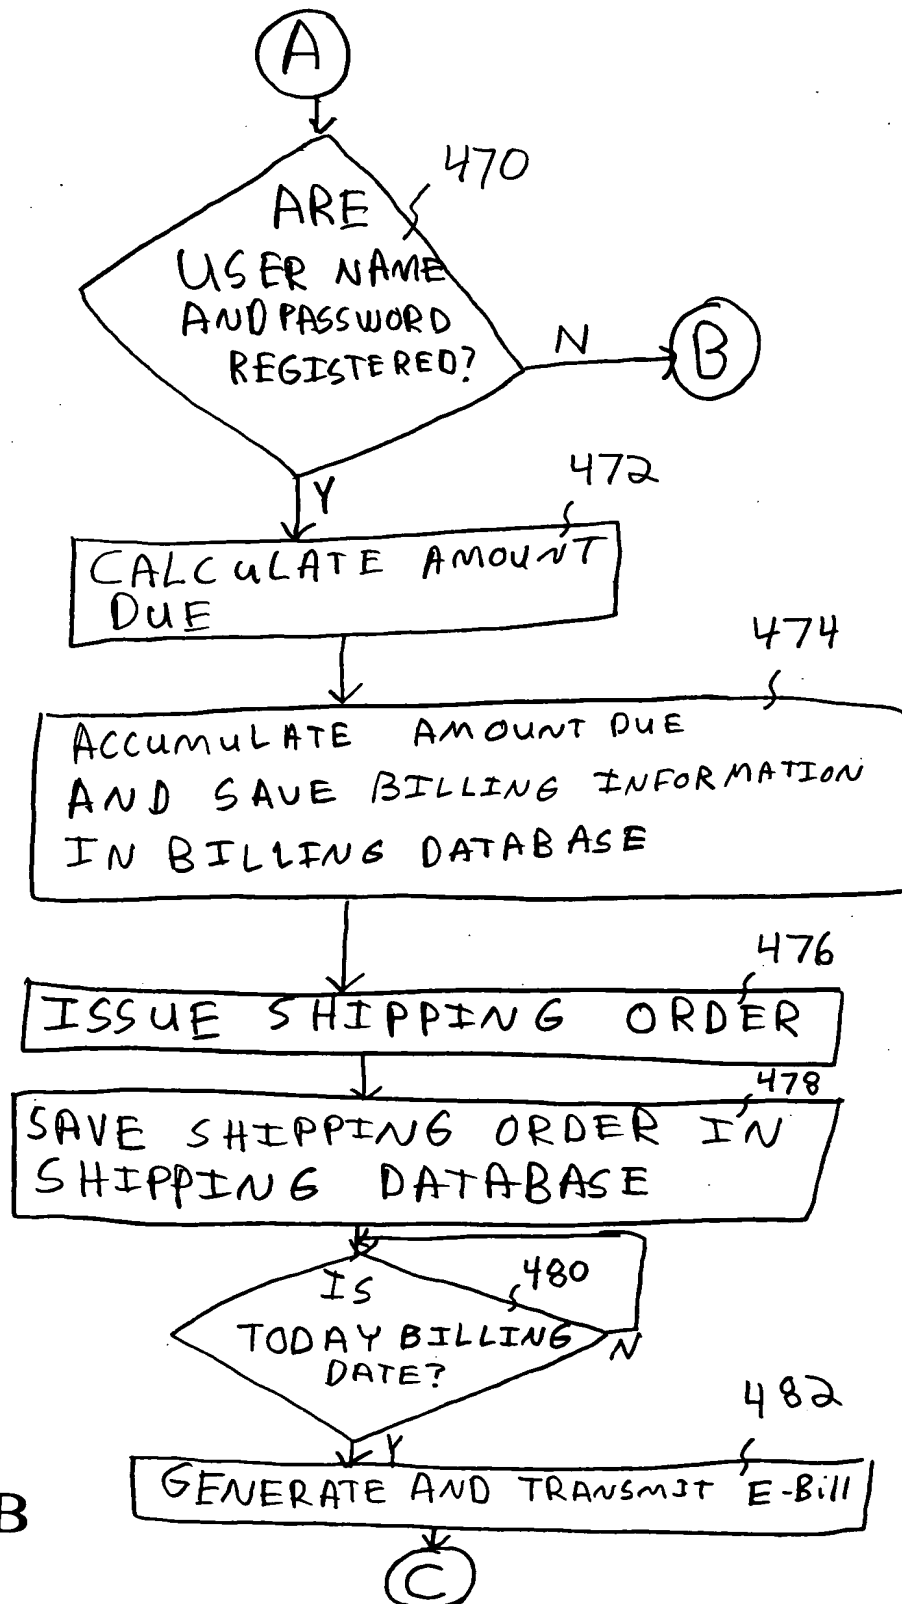 A
470
ARE
USER NAME
AND PASSWORD
REGISTERED?
N
B
Y
472
CALCULATE AMOUNT
DUE
474
ACCUMULATE AMOUNT DUE
AND SAVE BILLING INFORMATION
IN BILLING DATABASE
476
ISSUE SHIPPING ORDER
478
SAVE SHIPPING ORDER IN
SHIPPING DATABASE
480
IS
TODAY BILLING
DATE?
N
482
Y
GENERATE AND TRANSMIT E-Bill
B
C